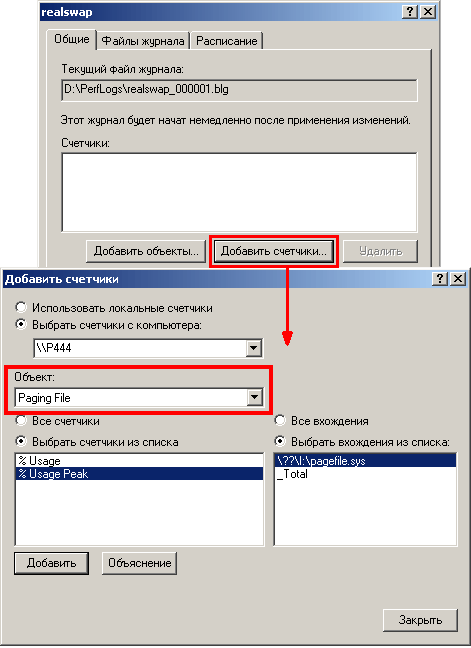 realswap
Общие Файлы журнала Расписание
Текущий файл журнала:
D:\PerfLogs\realswap_000001.blg
Этот журнал будет начат немедленно после применения изменений.
Счетчики:
Добавить объекты... Добавить счетчики... Удалить
Добавить счетчики
Использовать локальные счетчики
Выбрать счетчики с компьютера:
\\P444
Объект:
Paging File
Все счетчики Все вхождения
Выбрать счетчики из списка Выбрать вхождения из списка:
% Usage \??\I:\pagefile.sys
% Usage Peak _Total
Добавить Объяснение
Закрыть